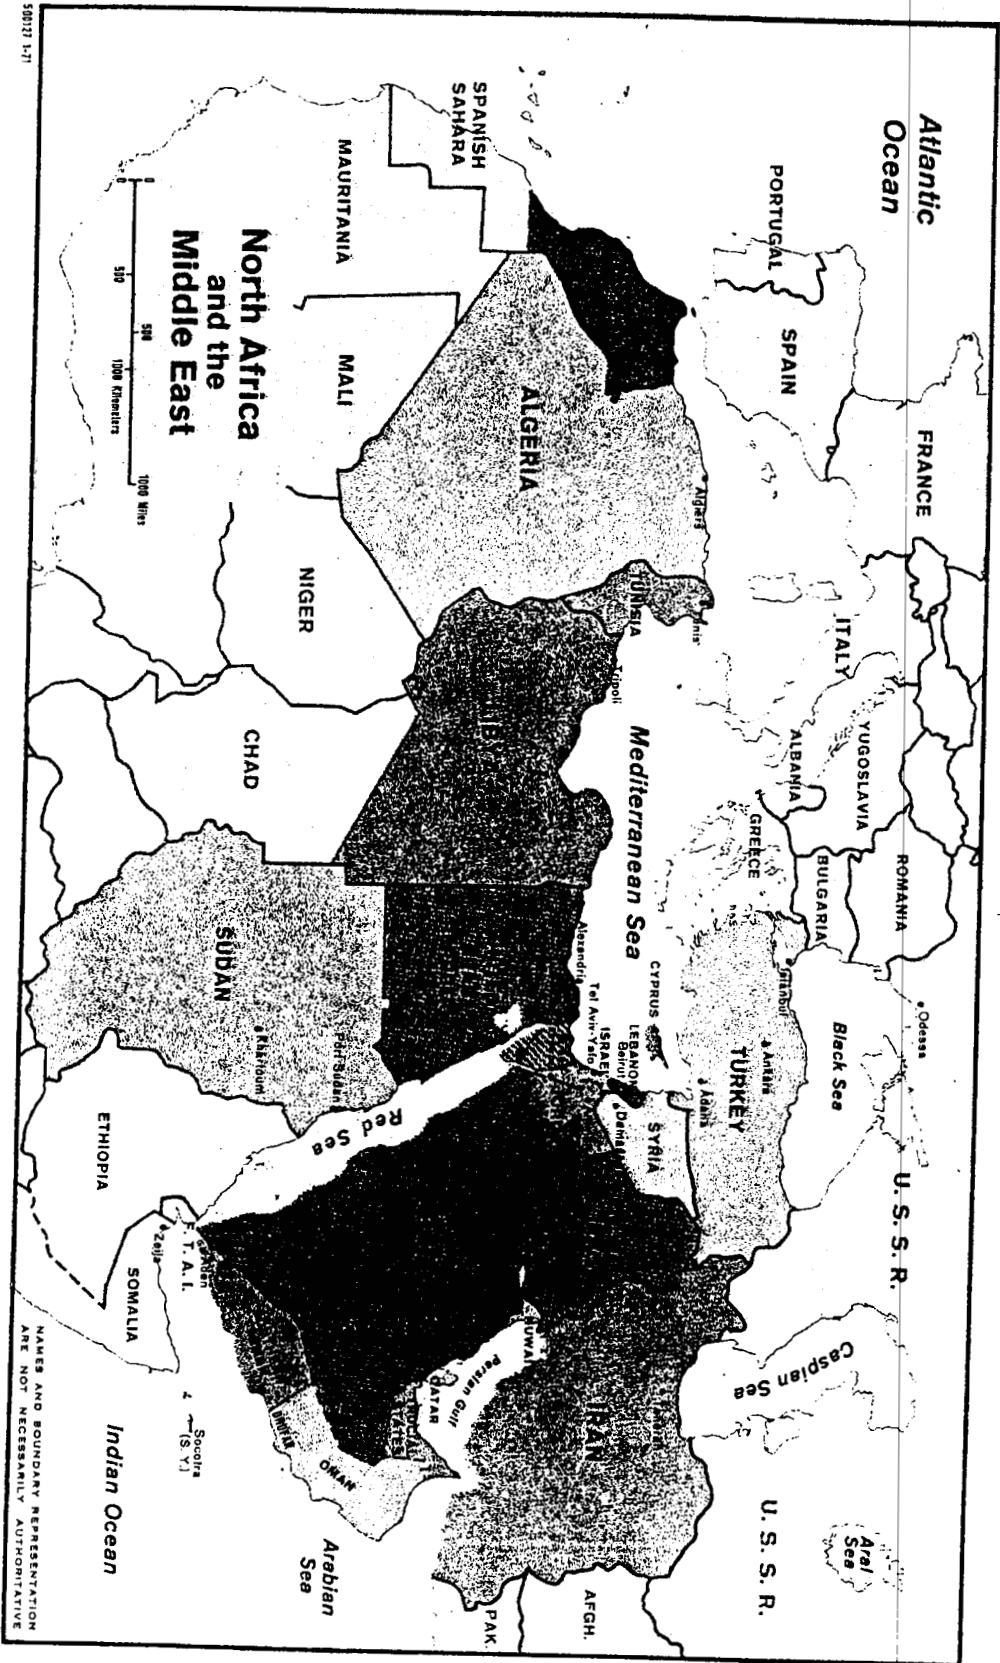 Atlantic
Ocean
PORTUGAL
SPAIN
FRANCE
ITALY
YUGOSLAVIA
ALBANIA
GREECE
BULGARIA
ROMANIA
Odessa
Black Sea
U. S. S. R.
Caspian Sea
U. S. S. R.
Aral
Sea
Istanbul
Ankara
TURKEY
Adana
Mediterranean Sea
CYPRUS
LEBANON
Beirut
ISRAEL
Tel Aviv-Yafo
SYRIA
Alexandria
Algiers
TUNISIA
Tripoli
ALGERIA
SPANISH
SAHARA
MAURITANIA
MALI
NIGER
CHAD
SUDAN
Khartoum
Port Sudan
Red Sea
ETHIOPIA
F. T. A. I.
Zeila
SOMALIA
IRAN
Persian Gulf
QATAR
STATES
OMAN
AFGH.
PAK.
Arabian
Sea
Socotra
(S.Y.)
Indian Ocean
North Africa
and the
Middle East
0 500 1000 Miles
0 500 1000 Kilometers
NAMES AND BOUNDARY REPRESENTATION
ARE NOT NECESSARILY AUTHORITATIVE
500127 1-71